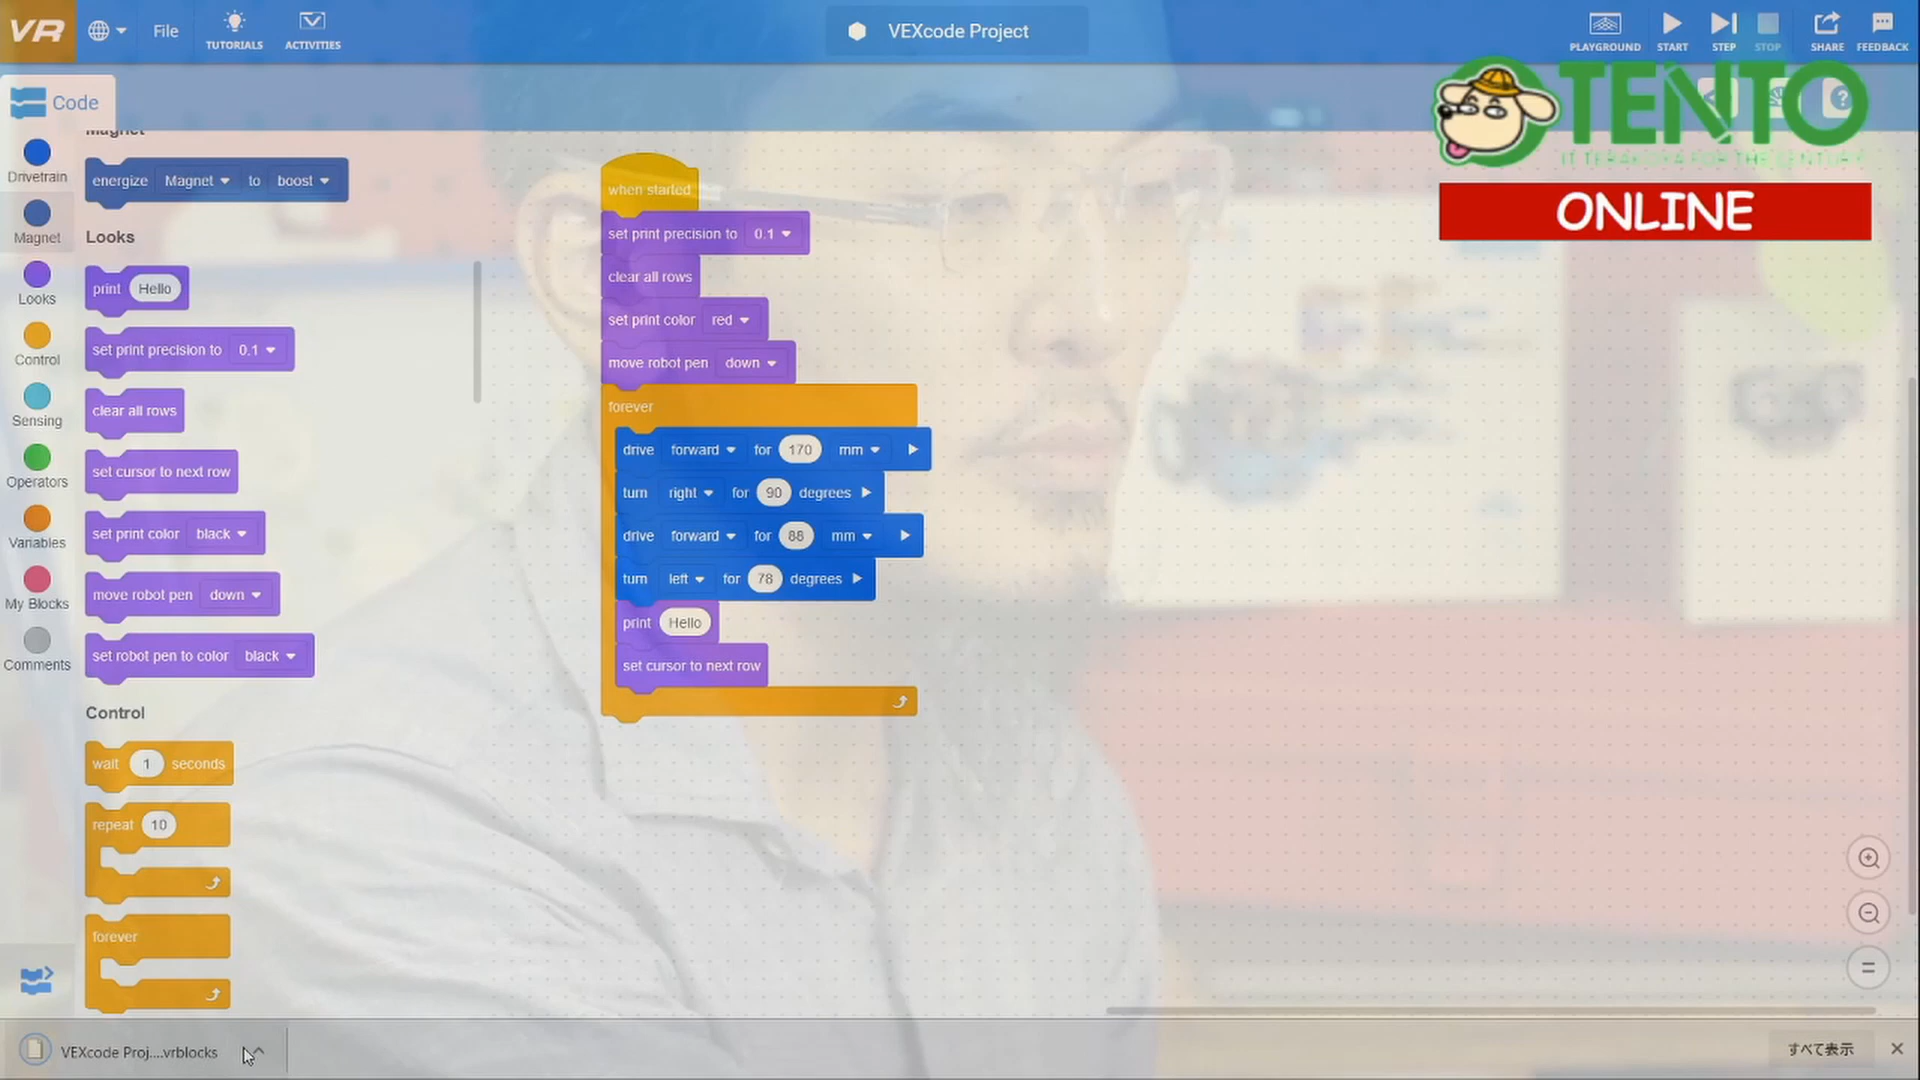 VR
File
TUTORIALS
ACTIVITIES
VEXcode Project
PLAYGROUND
START
STEP
STOP
SHARE
FEEDBACK
TENTO
IT TERAKOYA FOR THE CENTURY
ONLINE
Code
Drivetrain
Magnet
Looks
Control
Sensing
Operators
Variables
My Blocks
Comments
Magnet
energize Magnet to boost
Looks
print Hello
set print precision to 0.1
clear all rows
set cursor to next row
set print color black
move robot pen down
set robot pen to color black
Control
wait 1 seconds
repeat 10
forever
when started
set print precision to 0.1
clear all rows
set print color red
move robot pen down
forever
drive forward for 170 mm
turn right for 90 degrees
drive forward for 88 mm
turn left for 78 degrees
print Hello
set cursor to next row
VEXcode Proj....vrblocks
すべて表示